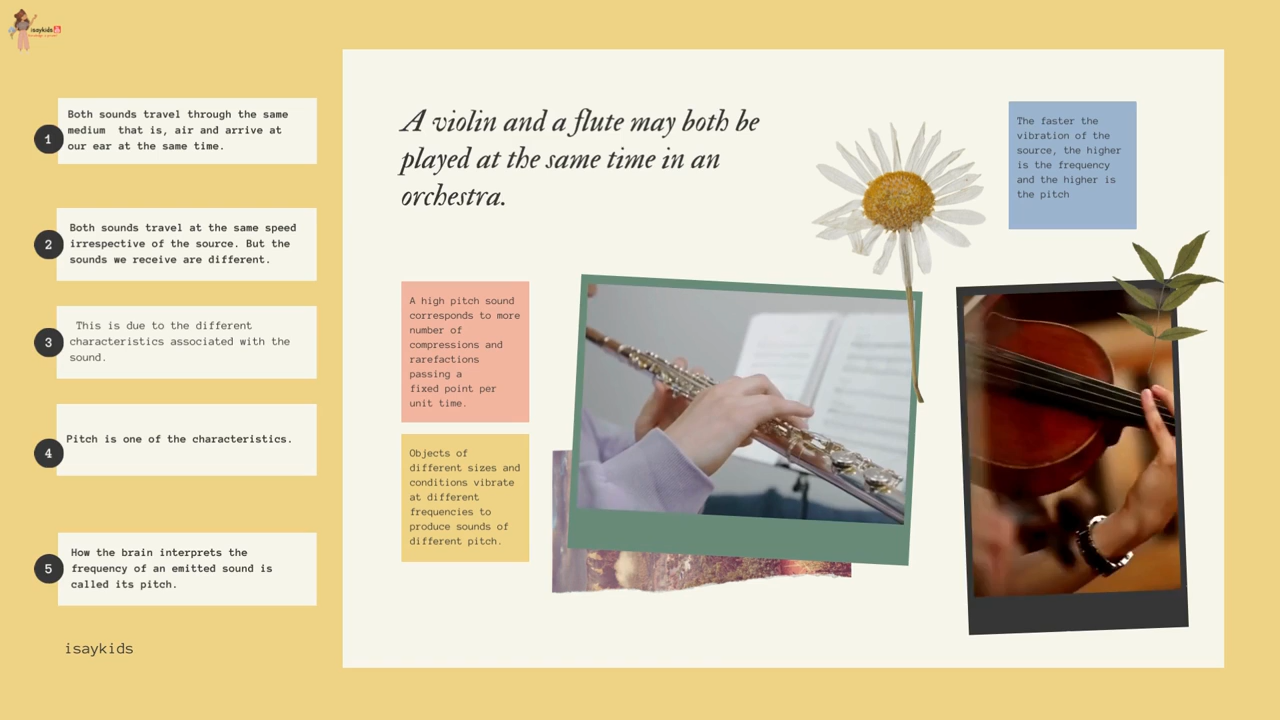 isaykids
1
Both sounds travel through the same
medium that is, air and arrive at
our ear at the same time.
2
Both sounds travel at the same speed
irrespective of the source. But the
sounds we receive are different.
3
This is due to the different
characteristics associated with the
sound.
4
Pitch is one of the characteristics.
5
How the brain interprets the
frequency of an emitted sound is
called its pitch.
isaykids
A violin and a flute may both be
played at the same time in an
orchestra.
The faster the
vibration of the
source, the higher
is the frequency
and the higher is
the pitch
A high pitch sound
corresponds to more
number of
compressions and
rarefactions
passing a
fixed point per
unit time.
Objects of
different sizes and
conditions vibrate
at different
frequencies to
produce sounds of
different pitch.